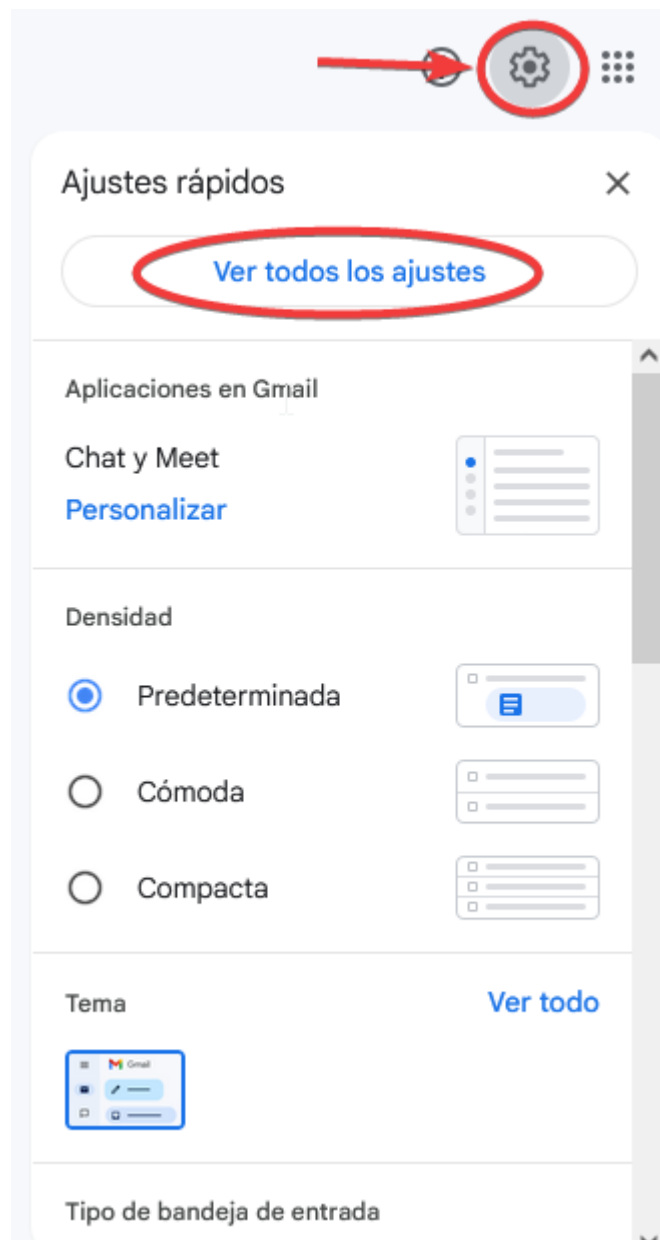 Ajustes rápidos
Ver todos los ajustes
Aplicaciones en Gmail
Chat y Meet
Personalizar
Densidad
Predeterminada
Cómoda
Compacta
Tema
Ver todo
Gmail
Tipo de bandeja de entrada